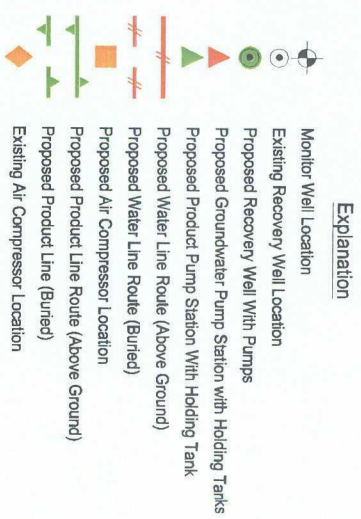 Explanation
Monitor Well Location
Existing Recovery Well Location
Proposed Recovery Well With Pumps
Proposed Groundwater Pump Station with Holding Tanks
Proposed Product Pump Station With Holding Tank
Proposed Water Line Route (Above Ground)
Proposed Water Line Route (Buried)
Proposed Air Compressor Location
Proposed Product Line Route (Above Ground)
Proposed Product Line (Buried)
Existing Air Compressor Location